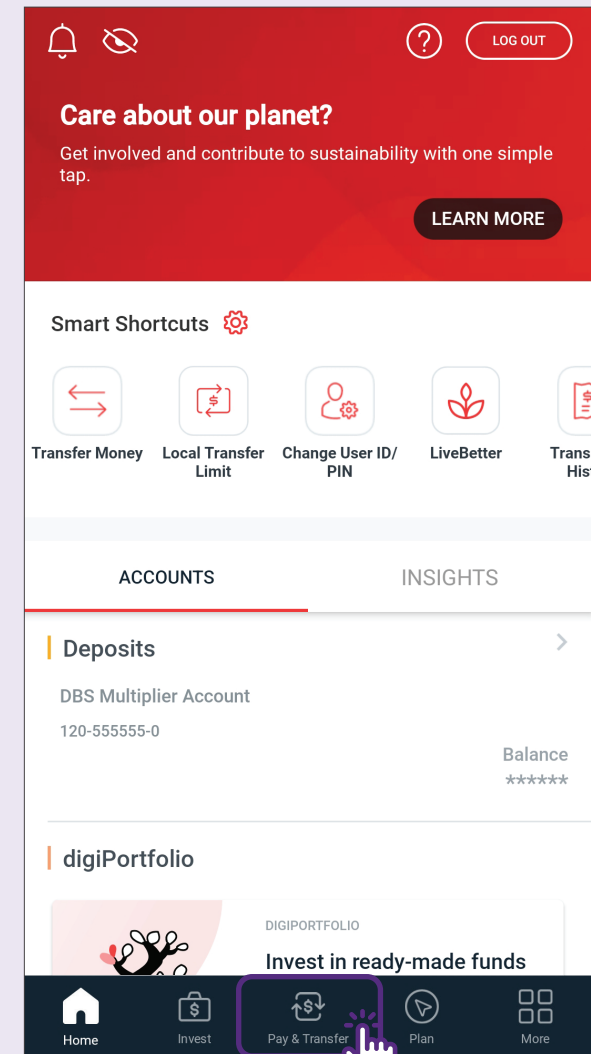 LOG OUT
Care about our planet?
Get involved and contribute to sustainability with one simple
tap.
LEARN MORE
Smart Shortcuts
Transfer Money
Local Transfer
Limit
Change User ID/
PIN
LiveBetter
ACCOUNTS
INSIGHTS
Deposits
DBS Multiplier Account
120-555555-0
Balance
******
digiPortfolio
DIGIPORTFOLIO
Invest in ready-made funds
Home
Invest
Pay & Transfer
Plan
More